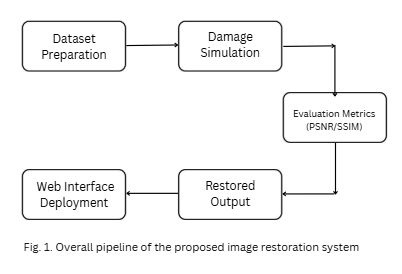 Dataset
Preparation
Damage
Simulation
Evaluation Metrics
(PSNR/SSIM)
Restored
Output
Web Interface
Deployment
Fig. 1. Overall pipeline of the proposed image restoration system